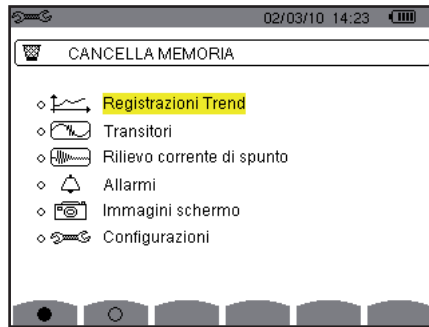 02/03/10 14:23
CANCELLA MEMORIA
Registrazioni Trend
Transitori
Rilievo corrente di spunto
Allarmi
Immagini schermo
Configurazioni